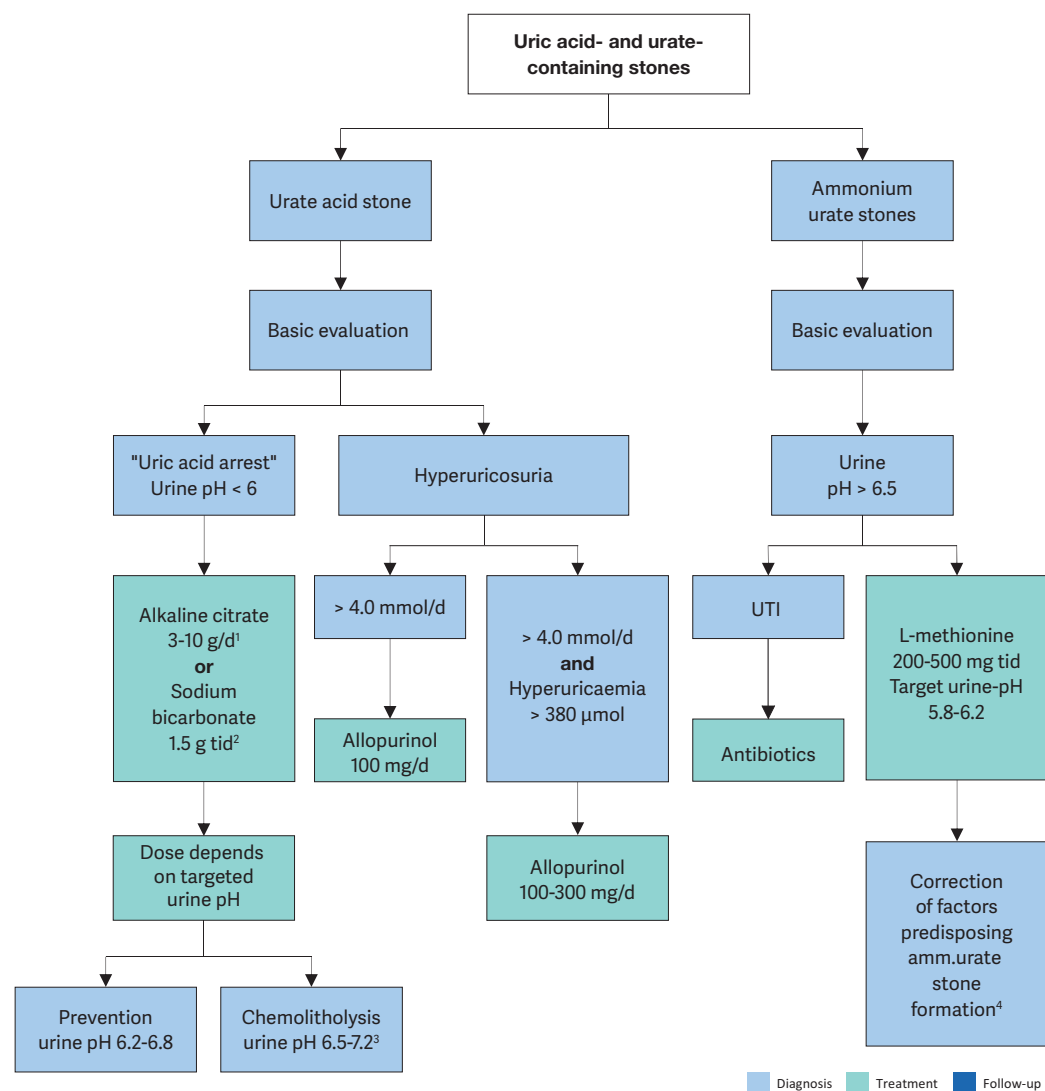 Uric acid- and urate-
containing stones
Urate acid stone
Ammonium
urate stones
Basic evaluation
Basic evaluation
"Uric acid arrest"
Urine pH < 6
Hyperuricosuria
Urine
pH > 6.5
Alkaline citrate
3-10 g/d¹
or
Sodium
bicarbonate
1.5 g tid²
> 4.0 mmol/d
> 4.0 mmol/d
and
Hyperuricaemia
> 380 µmol
UTI
L-methionine
200-500 mg tid
Target urine-pH
5.8-6.2
Allopurinol
100 mg/d
Antibiotics
Dose depends
on targeted
urine pH
Allopurinol
100-300 mg/d
Correction
of factors
predisposing
amm.urate
stone
formation⁴
Prevention
urine pH 6.2-6.8
Chemolitholysis
urine pH 6.5-7.2³
Diagnosis
Treatment
Follow-up